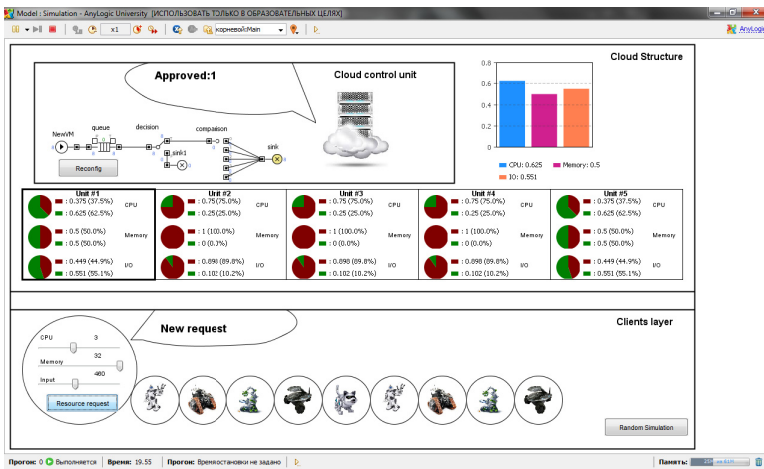 Model : Simulation - AnyLogic University [ИСПОЛЬЗОВАТЬ ТОЛЬКО В ОБРАЗОВАТЕЛЬНЫХ ЦЕЛЯХ]
x1 корневой:Main AnyLogic
Cloud Structure
Approved:1
Cloud control unit
NewVM queue decision comparison
sink1 sink
Reconfig
0.8
0.6
0.4
0.2
0
CPU: 0.625 Memory: 0.5
IO: 0.551
Unit #1 Unit #2 Unit #3 Unit #4 Unit #5
: 0.375 (37.5%) : 0.75(75.0%) : 0.75 (75.0%) : 0.75 (75.0%) : 0.375 (37.5%)
CPU CPU CPU CPU CPU
: 0.625 (62.5%) : 0.25(25.0%) : 0.25 (25.0%) : 0.25 (25.0%) : 0.625 (62.5%)
: 0.5 (50.0%) : 1 (100.0%) : 1 (100.0%) : 1 (100.0%) : 0.5 (50.0%)
Memory Memory Memory Memory Memory
: 0.5 (50.0%) : 0 (0.0%) : 0 (0.0%) : 0 (0.0%) : 0.5 (50.0%)
: 0.449 (44.9%) : 0.898 (89.8%) : 0.898 (89.8%) : 0.898 (89.8%) : 0.449 (44.9%)
I/O I/O I/O I/O I/O
: 0.551 (55.1%) : 0.102 (10.2%) : 0.102 (10.2%) : 0.102 (10.2%) : 0.551 (55.1%)
Clients layer
New request
CPU 3
32
Memory
460
Input
Resource request
Random Simulation
Прогон: 0 Выполняется Время: 19.55 Прогон: Времяостановки не задано Память: